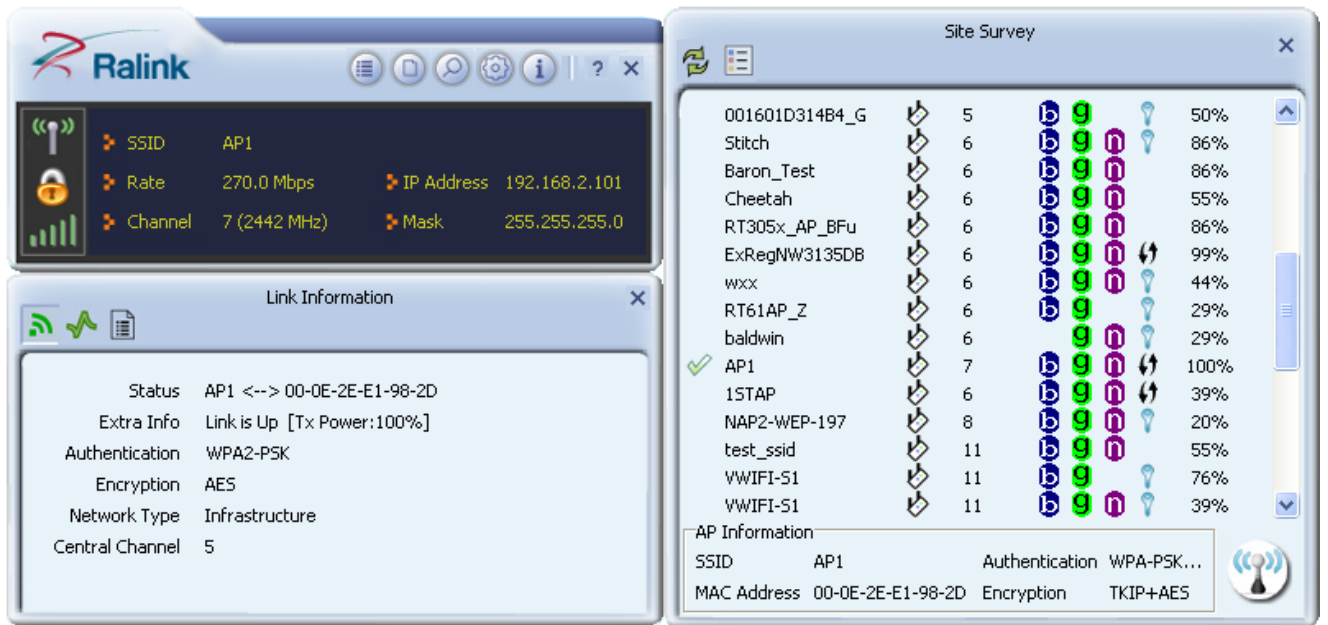 Ralink
? ×
SSID AP1
Rate 270.0 Mbps IP Address 192.168.2.101
Channel 7 (2442 MHz) Mask 255.255.255.0
Link Information
Status AP1 <--> 00-0E-2E-E1-98-2D
Extra Info Link is Up [Tx Power:100%]
Authentication WPA2-PSK
Encryption AES
Network Type Infrastructure
Central Channel 5
Site Survey
001601D314B4_G 5 b g 50%
Stitch 6 b g n 86%
Baron_Test 6 b g n 86%
Cheetah 6 b g n 55%
RT305x_AP_BFu 6 b g n 86%
ExRegNW3135DB 6 b g n 99%
wxx 6 b g n 44%
RT61AP_Z 6 b g 29%
baldwin 6 g n 29%
AP1 7 b g n 100%
1STAP 6 b g n 39%
NAP2-WEP-197 8 b g n 20%
test_ssid 11 b g n 55%
VWIFI-S1 11 b g 76%
VWIFI-S1 11 b g n 39%
AP Information
SSID AP1 Authentication WPA-PSK...
MAC Address 00-0E-2E-E1-98-2D Encryption TKIP+AES